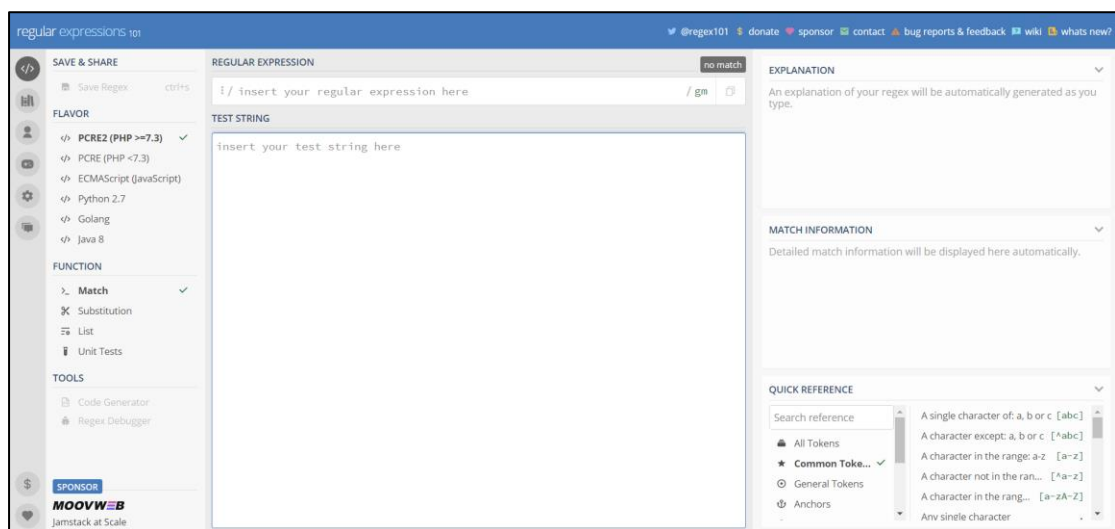 regular expressions 101
@regex101 $ donate sponsor contact bug reports & feedback wiki whats new?
SAVE & SHARE
Save Regex ctrl+s
FLAVOR
</> PCRE2 (PHP >=7.3)
</> PCRE (PHP <7.3)
</> ECMAScript (JavaScript)
</> Python 2.7
</> Golang
</> Java 8
FUNCTION
Match
Substitution
List
Unit Tests
TOOLS
Code Generator
Regex Debugger
SPONSOR
MOOVWEB
Jamstack at Scale
REGULAR EXPRESSION
no match
/ insert your regular expression here / gm
TEST STRING
insert your test string here
EXPLANATION
An explanation of your regex will be automatically generated as you
type.
MATCH INFORMATION
Detailed match information will be displayed here automatically.
QUICK REFERENCE
Search reference
All Tokens
Common Toke...
General Tokens
Anchors
A single character of: a, b or c [abc]
A character except: a, b or c [^abc]
A character in the range: a-z [a-z]
A character not in the ran... [^a-z]
A character in the rang... [a-zA-Z]
Any single character .